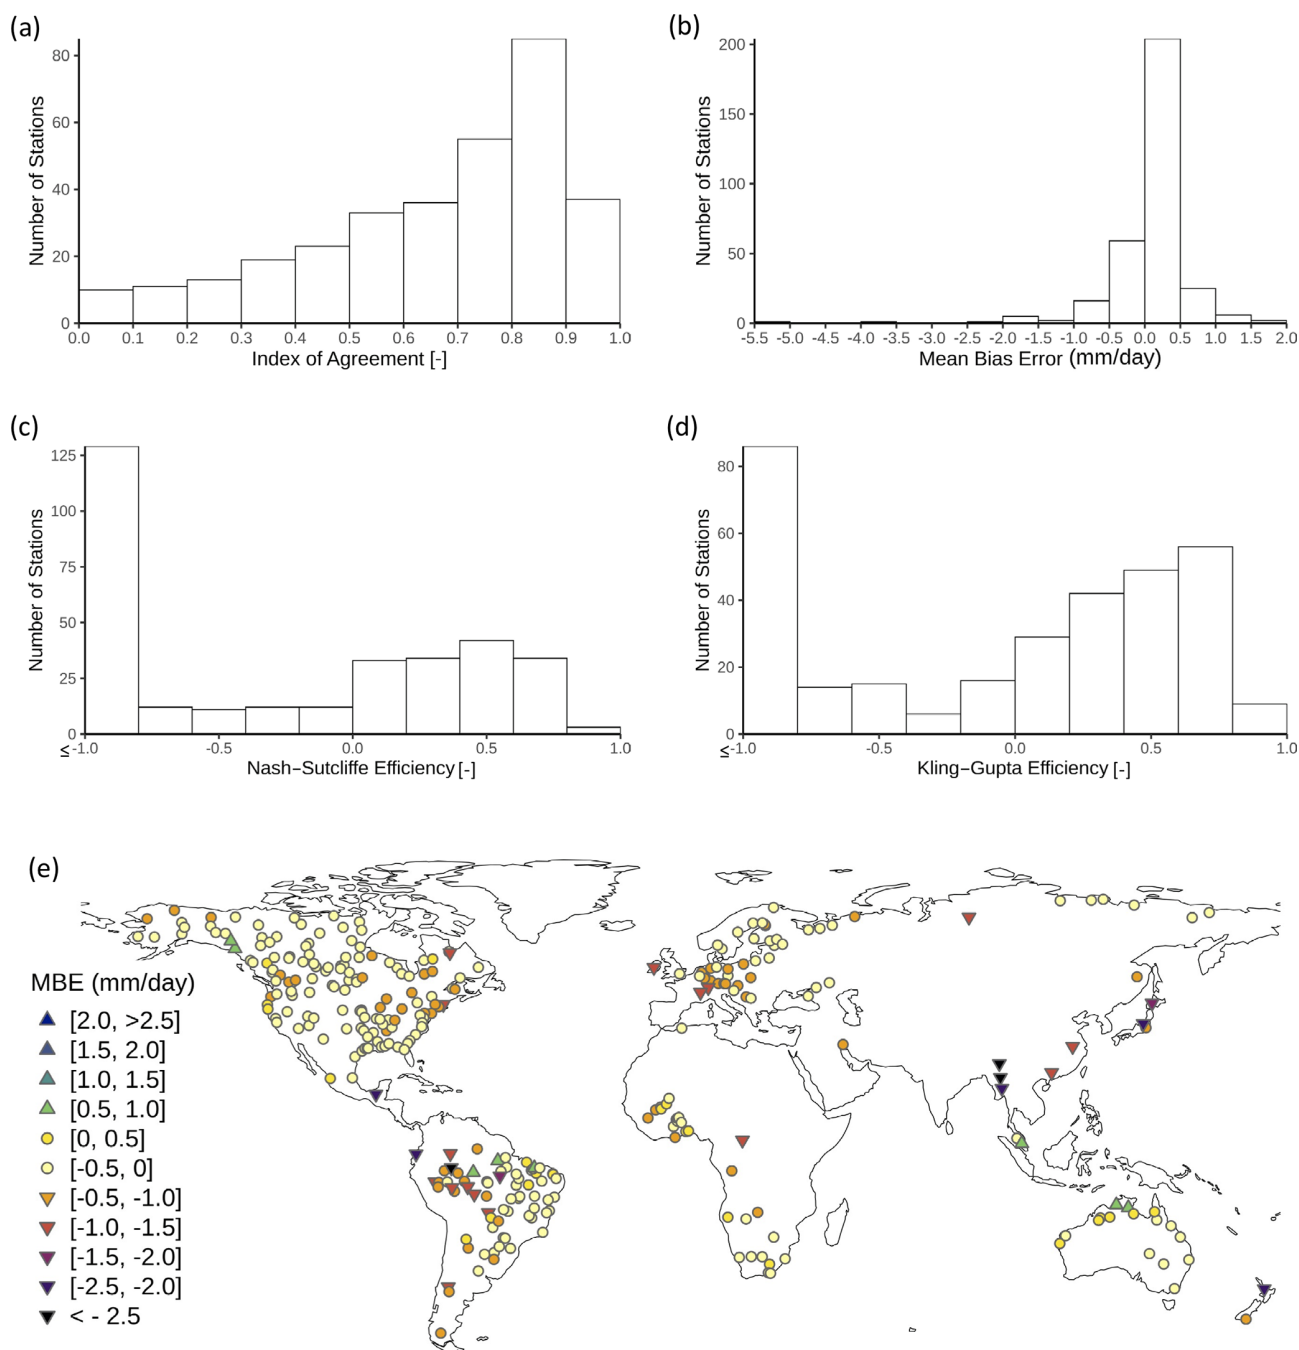 (a)
Number of Stations
80
60
40
20
0
0.0 0.1 0.2 0.3 0.4 0.5 0.6 0.7 0.8 0.9 1.0
Index of Agreement [-]
(b)
Number of Stations
200
150
100
50
0
-5.5 -5.0 -4.5 -4.0 -3.5 -3.0 -2.5 -2.0 -1.5 -1.0 -0.5 0.0 0.5 1.0 1.5 2.0
Mean Bias Error (mm/day)
(c)
Number of Stations
125
100
75
50
25
0
≤ -1.0 -0.5 0.0 0.5 1.0
Nash−Sutcliffe Efficiency [-]
(d)
Number of Stations
80
60
40
20
0
≤ -1.0 -0.5 0.0 0.5 1.0
Kling−Gupta Efficiency [-]
(e)
MBE (mm/day)
[2.0, >2.5]
[1.5, 2.0]
[1.0, 1.5]
[0.5, 1.0]
[0, 0.5]
[-0.5, 0]
[-0.5, -1.0]
[-1.0, -1.5]
[-1.5, -2.0]
[-2.5, -2.0]
< - 2.5